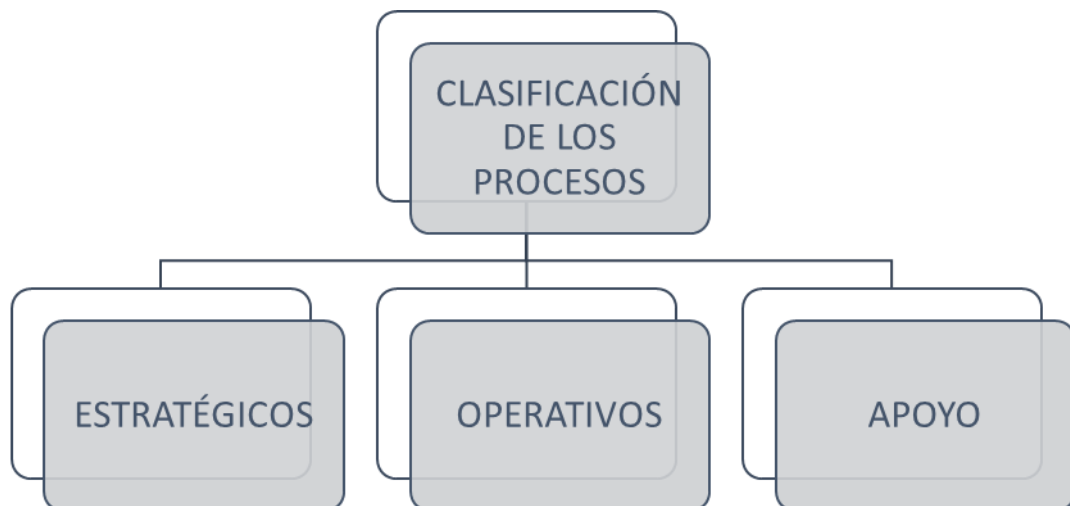 CLASIFICACIÓN
DE LOS
PROCESOS
ESTRATÉGICOS
OPERATIVOS
APOYO